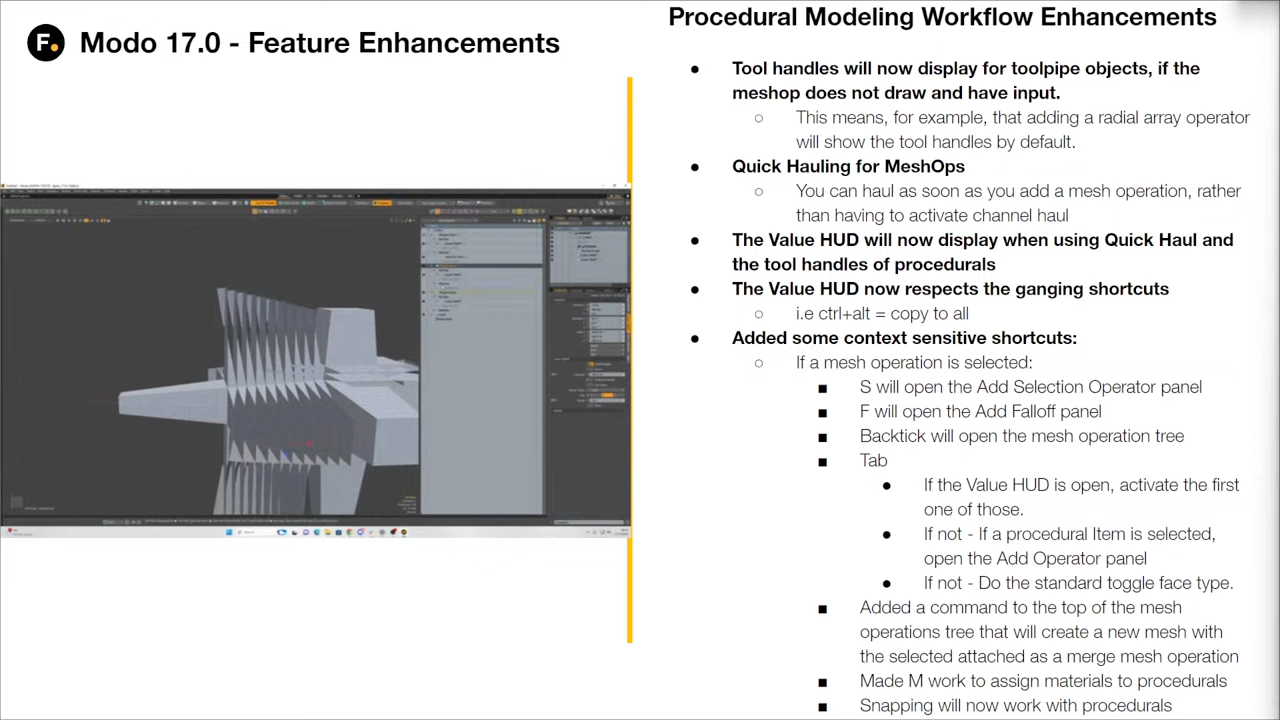 F.
Modo 17.0 - Feature Enhancements
Procedural Modeling Workflow Enhancements
● Tool handles will now display for toolpipe objects, if the
meshop does not draw and have input.
○ This means, for example, that adding a radial array operator
will show the tool handles by default.
● Quick Hauling for MeshOps
○ You can haul as soon as you add a mesh operation, rather
than having to activate channel haul
● The Value HUD will now display when using Quick Haul and
the tool handles of procedurals
● The Value HUD now respects the ganging shortcuts
○ i.e ctrl+alt = copy to all
● Added some context sensitive shortcuts:
○ If a mesh operation is selected:
■ S will open the Add Selection Operator panel
■ F will open the Add Falloff panel
■ Backtick will open the mesh operation tree
■ Tab
● If the Value HUD is open, activate the first
one of those.
● If not - If a procedural Item is selected,
open the Add Operator panel
● If not - Do the standard toggle face type.
■ Added a command to the top of the mesh
operations tree that will create a new mesh with
the selected attached as a merge mesh operation
■ Made M work to assign materials to procedurals
■ Snapping will now work with procedurals